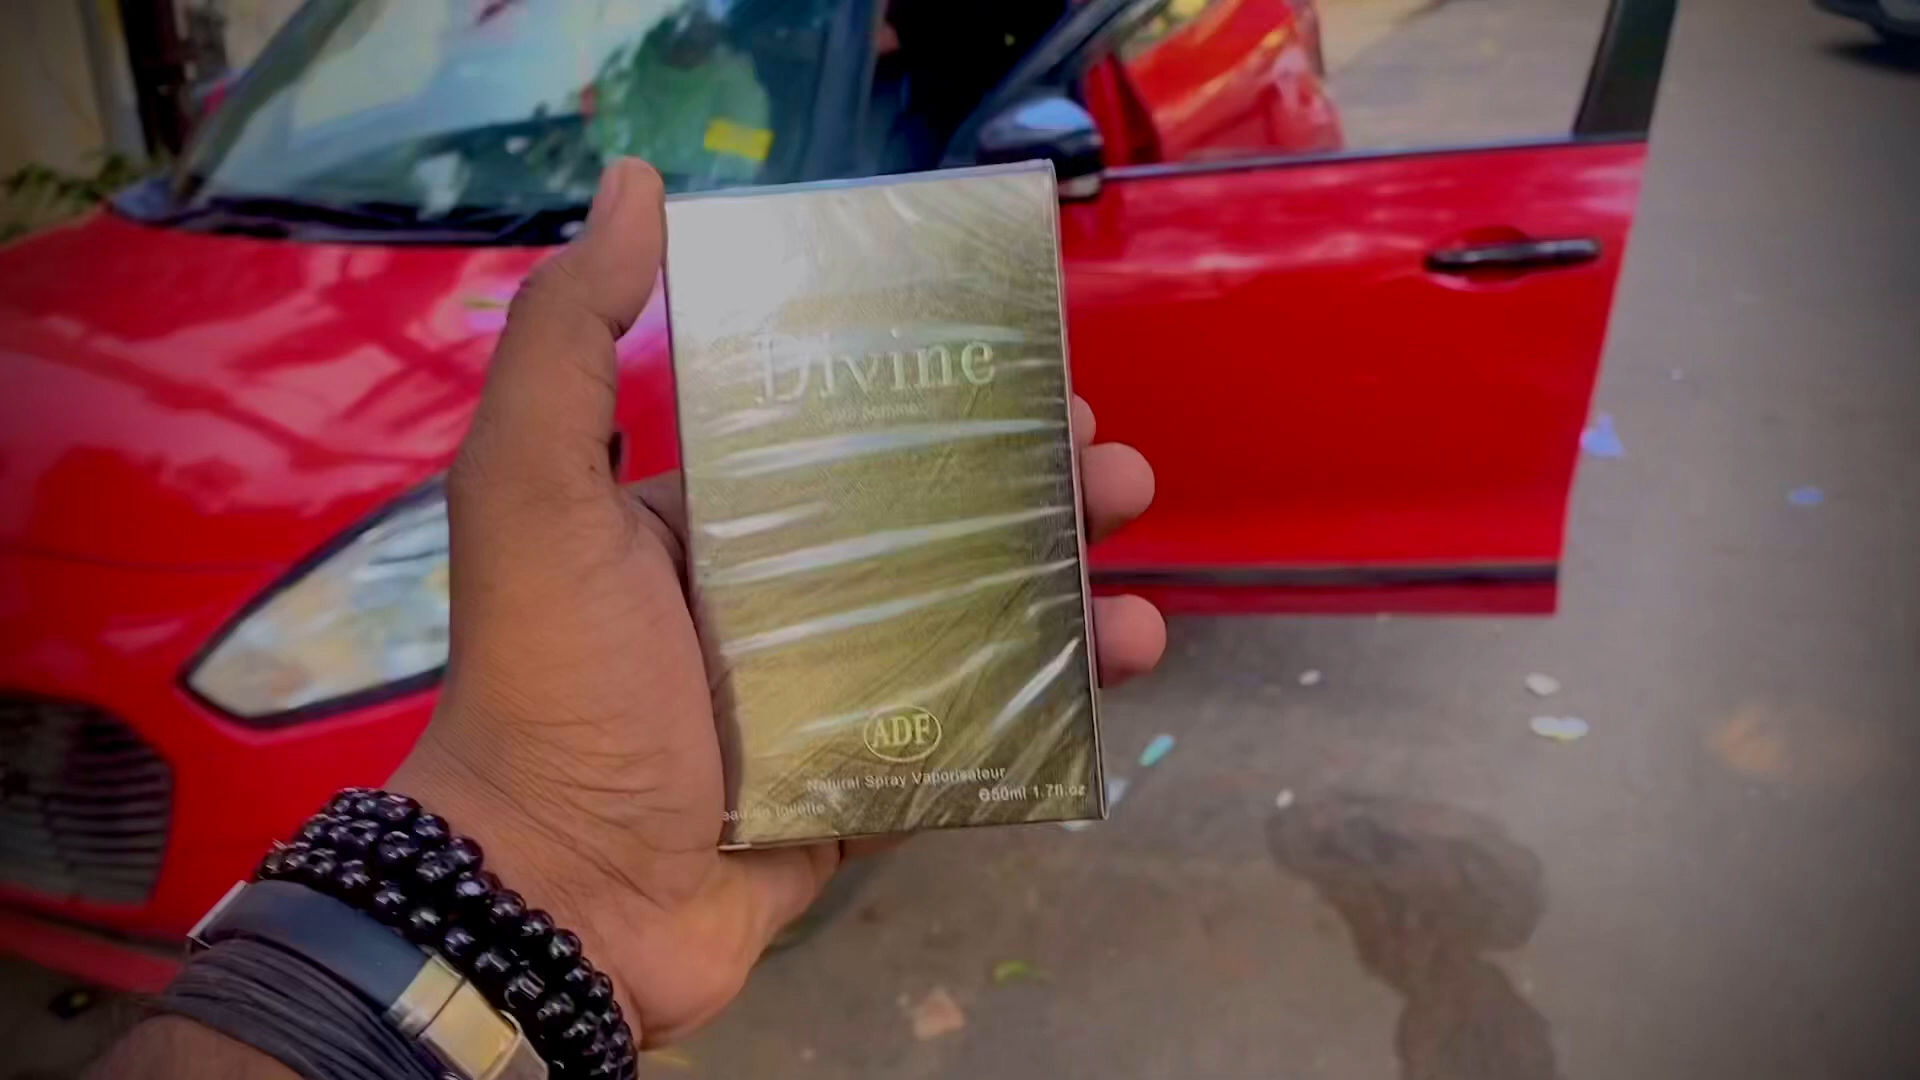 Divine
pour homme
ADF
Natural Spray Vaporisateur
℮50ml 1.7fl.oz
eau de toilette